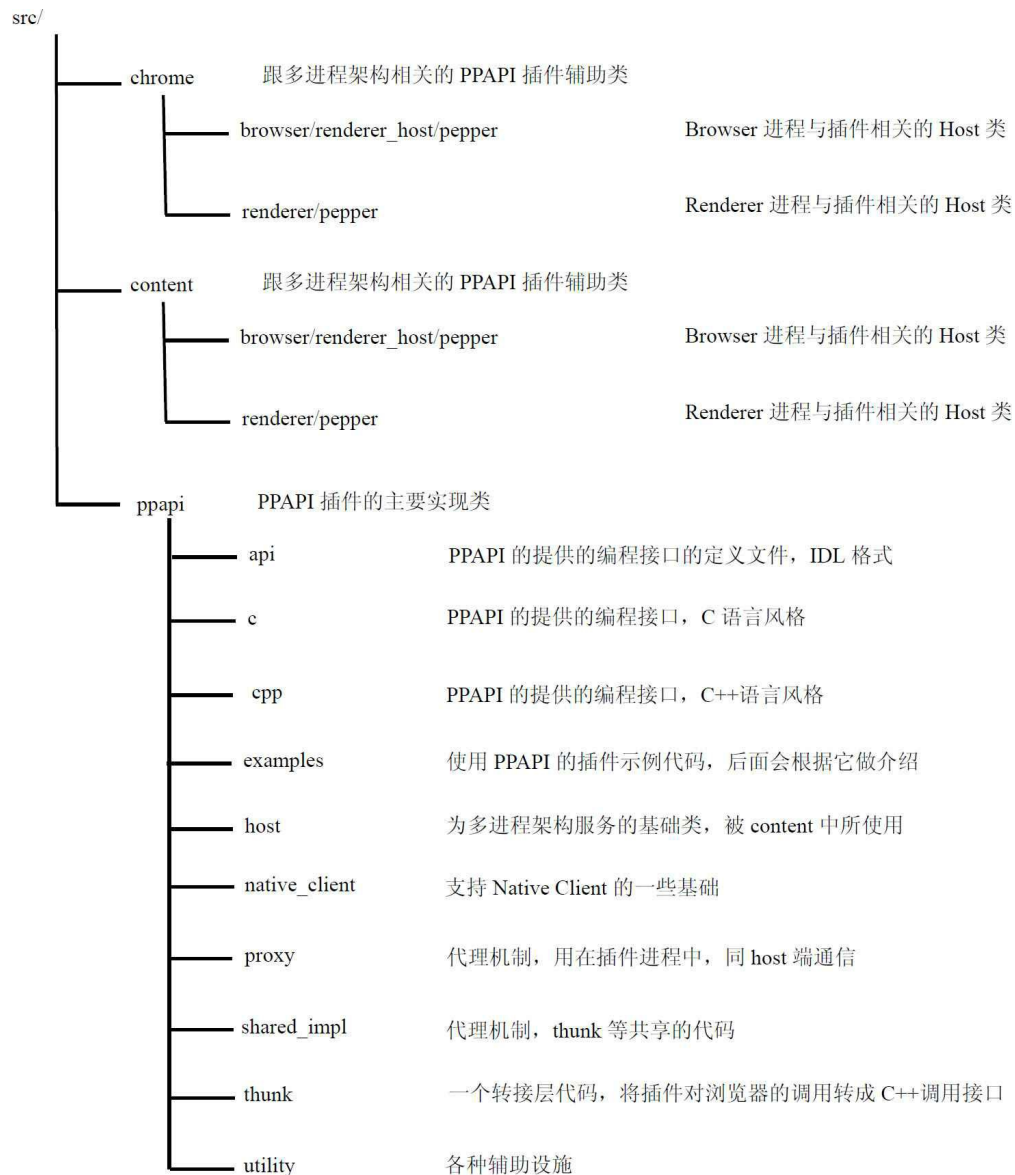 src/
chrome 跟多进程架构相关的 PPAPI 插件辅助类
browser/renderer_host/pepper Browser 进程与插件相关的 Host 类
renderer/pepper Renderer 进程与插件相关的 Host 类
content 跟多进程架构相关的 PPAPI 插件辅助类
browser/renderer_host/pepper Browser 进程与插件相关的 Host 类
renderer/pepper Renderer 进程与插件相关的 Host 类
ppapi PPAPI 插件的主要实现类
api PPAPI 的提供的编程接口的定义文件，IDL 格式
c PPAPI 的提供的编程接口，C 语言风格
cpp PPAPI 的提供的编程接口，C++语言风格
examples 使用 PPAPI 的插件示例代码，后面会根据它做介绍
host 为多进程架构服务的基础类，被 content 中所使用
native_client 支持 Native Client 的一些基础
proxy 代理机制，用在插件进程中，同 host 端通信
shared_impl 代理机制，thunk 等共享的代码
thunk 一个转接层代码，将插件对浏览器的调用转成 C++调用接口
utility 各种辅助设施